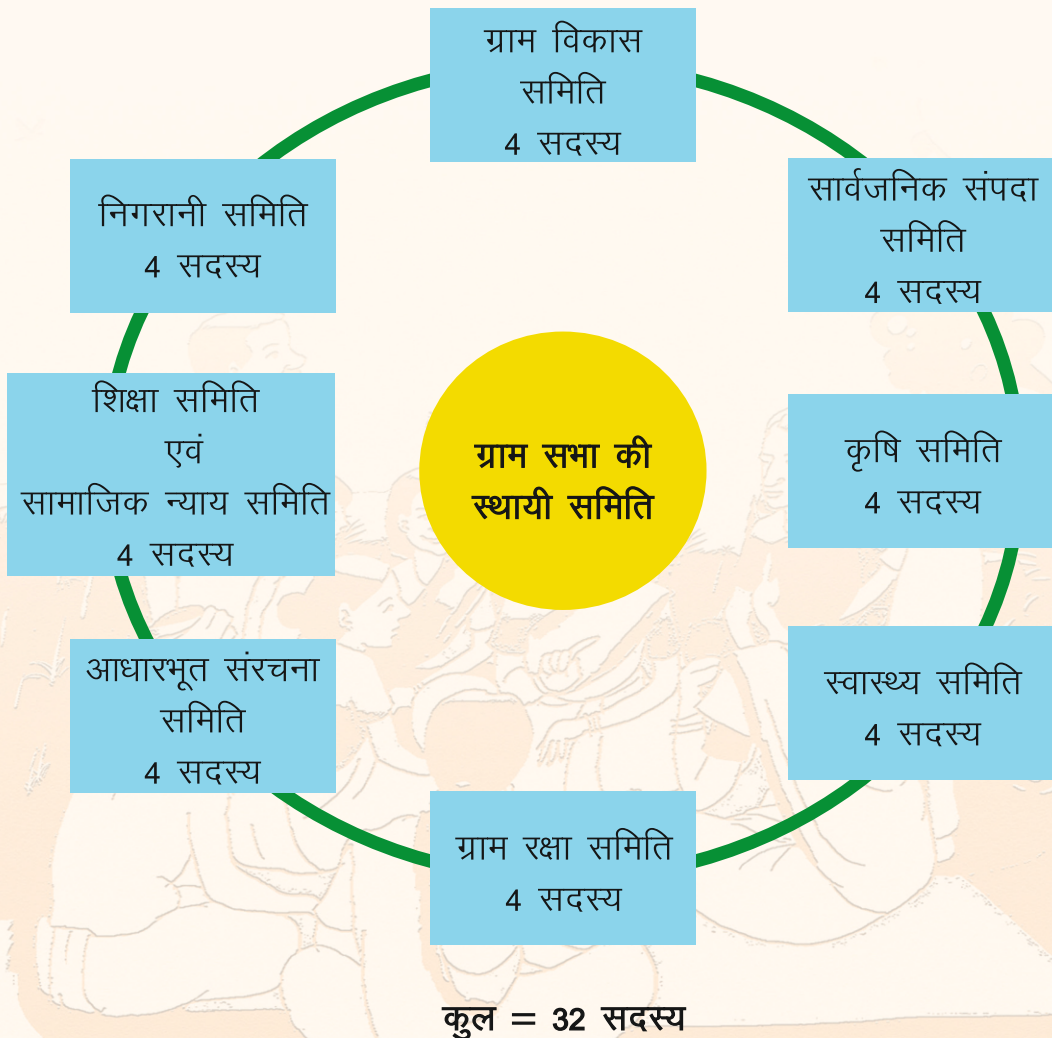 ग्राम विकास
समिति
4 सदस्य
सार्वजनिक संपदा
समिति
4 सदस्य
कृषि समिति
4 सदस्य
स्वास्थ्य समिति
4 सदस्य
ग्राम रक्षा समिति
4 सदस्य
आधारभूत संरचना
समिति
4 सदस्य
शिक्षा समिति
एवं
सामाजिक न्याय समिति
4 सदस्य
निगरानी समिति
4 सदस्य
ग्राम सभा की
स्थायी समिति
कुल = 32 सदस्य